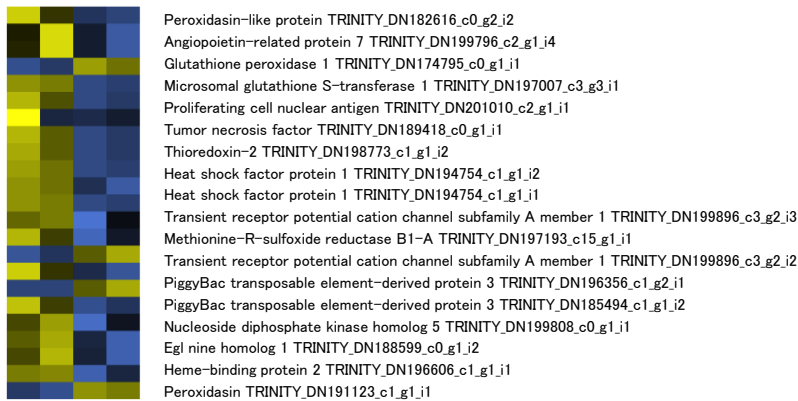 Peroxidasin-like protein TRINITY_DN182616_c0_g2_i2
Angiopoietin-related protein 7 TRINITY_DN199796_c2_g1_i4
Glutathione peroxidase 1 TRINITY_DN174795_c0_g1_i1
Microsomal glutathione S-transferase 1 TRINITY_DN197007_c3_g3_i1
Proliferating cell nuclear antigen TRINITY_DN201010_c2_g1_i1
Tumor necrosis factor TRINITY_DN189418_c0_g1_i1
Thioredoxin-2 TRINITY_DN198773_c1_g1_i2
Heat shock factor protein 1 TRINITY_DN194754_c1_g1_i2
Heat shock factor protein 1 TRINITY_DN194754_c1_g1_i1
Transient receptor potential cation channel subfamily A member 1 TRINITY_DN199896_c3_g2_i3
Methionine-R-sulfoxide reductase B1-A TRINITY_DN197193_c15_g1_i1
Transient receptor potential cation channel subfamily A member 1 TRINITY_DN199896_c3_g2_i2
PiggyBac transposable element-derived protein 3 TRINITY_DN196356_c1_g2_i1
PiggyBac transposable element-derived protein 3 TRINITY_DN185494_c1_g1_i2
Nucleoside diphosphate kinase homolog 5 TRINITY_DN199808_c0_g1_i1
Egl nine homolog 1 TRINITY_DN188599_c0_g1_i2
Heme-binding protein 2 TRINITY_DN196606_c1_g1_i1
Peroxidasin TRINITY_DN191123_c1_g1_i1